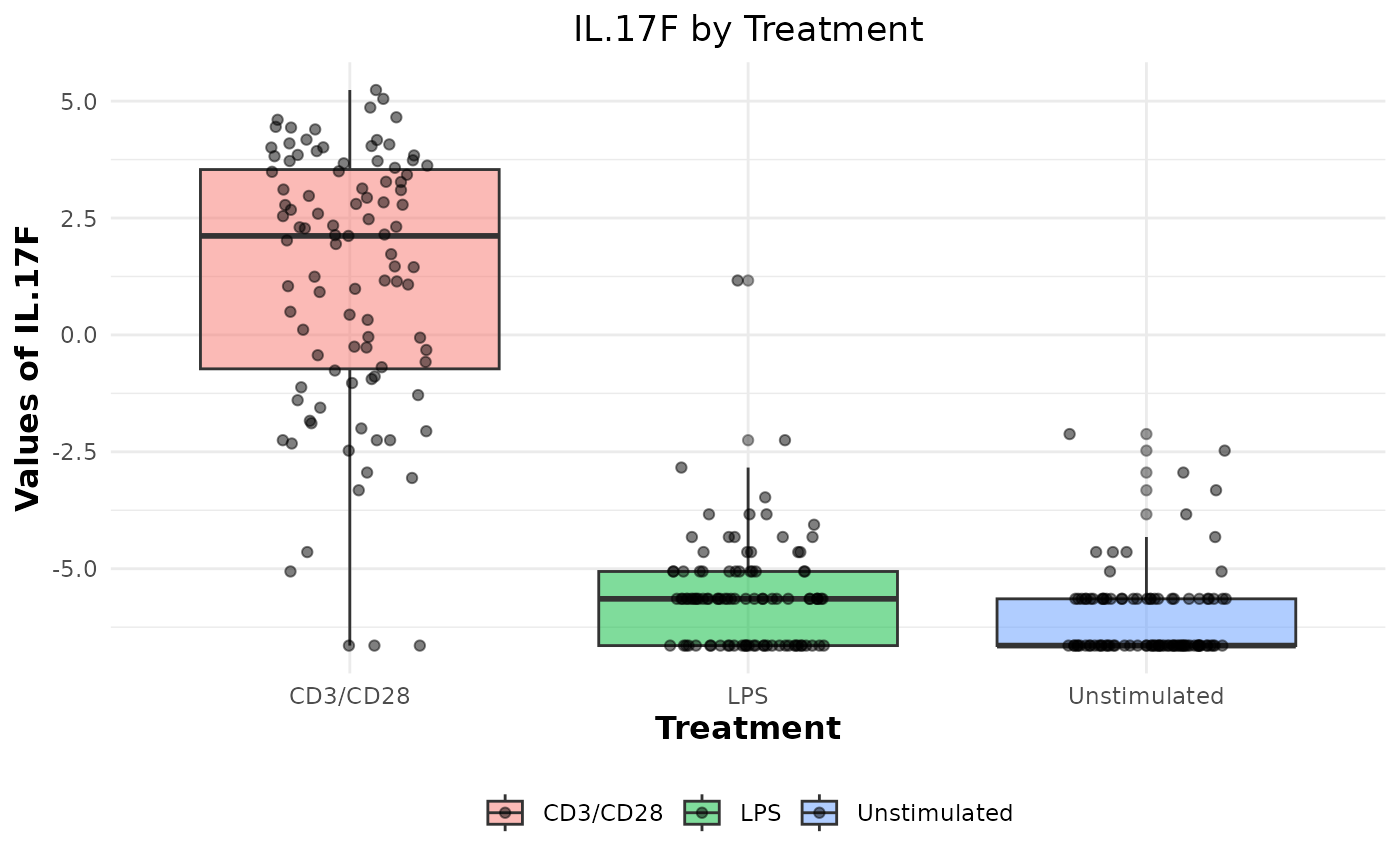 IL.17F by Treatment
Values of IL.17F
5.0
2.5
0.0
-2.5
-5.0
CD3/CD28 LPS Unstimulated
Treatment
CD3/CD28 LPS Unstimulated